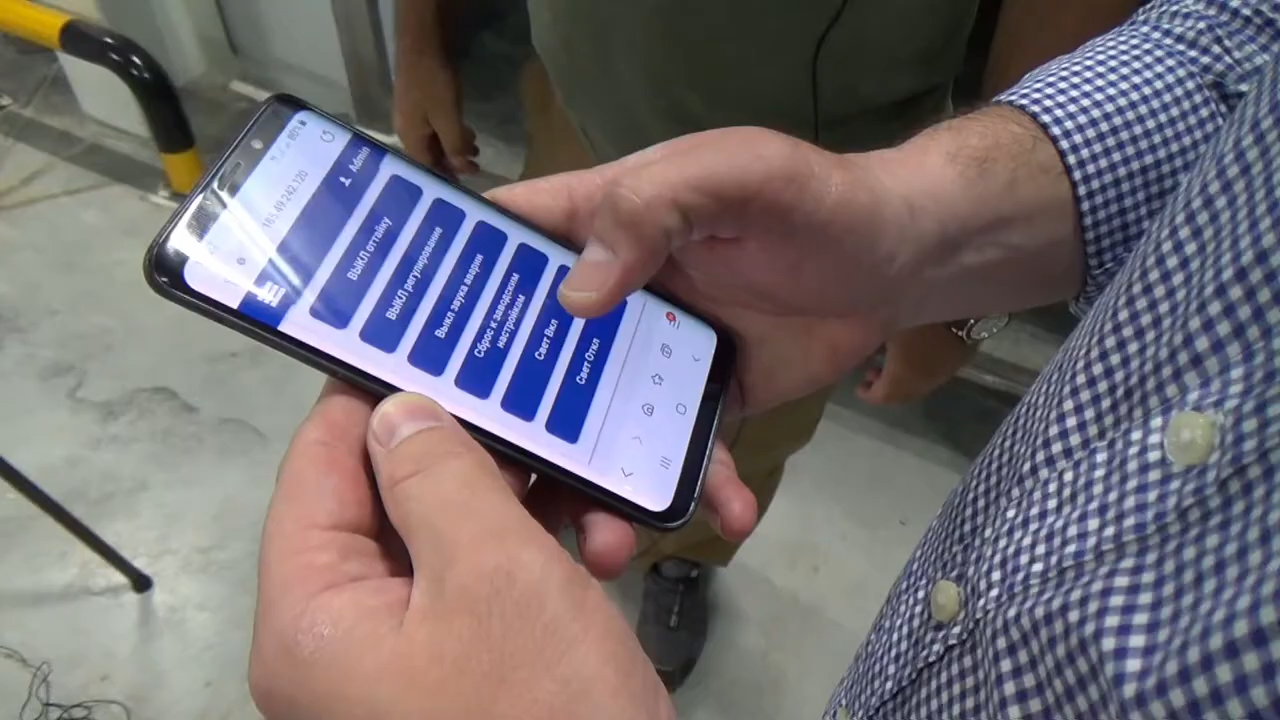 80%
185.49.242.120
Admin
ВЫКЛ оттайку
ВЫКЛ регулирование
Выкл звука аварии
Сброс к заводским
настройкам
Свет Вкл
Свет Откл